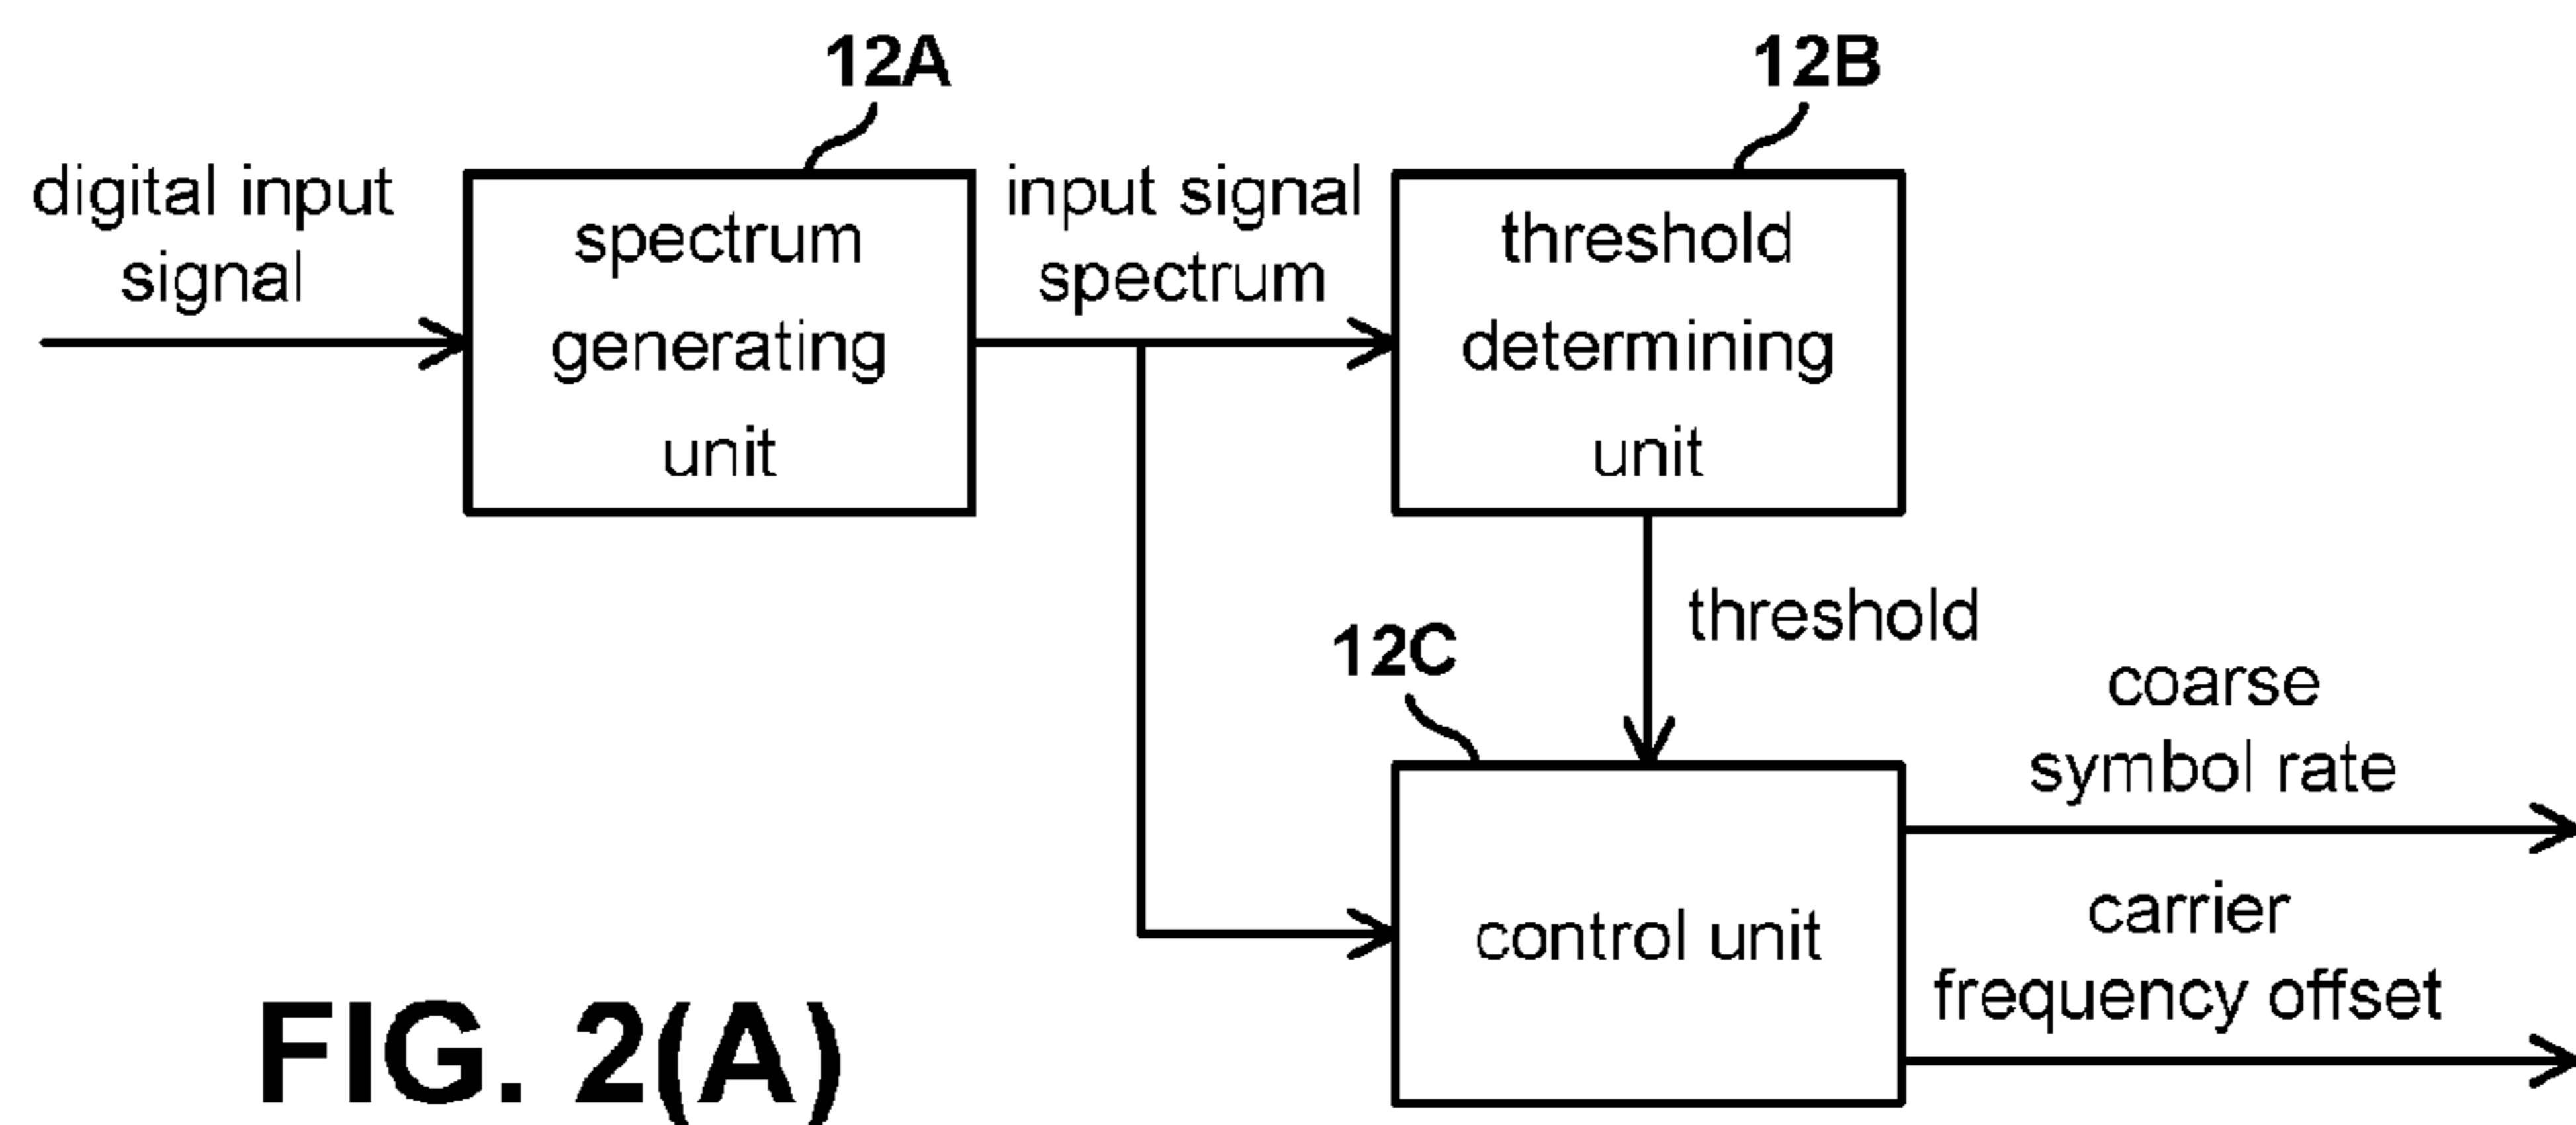 12A
12B
digital input
signal
spectrum
generating
unit
input signal
spectrum
threshold
determining
unit
threshold
12C
control unit
coarse
symbol rate
carrier
frequency offset
FIG. 2(A)